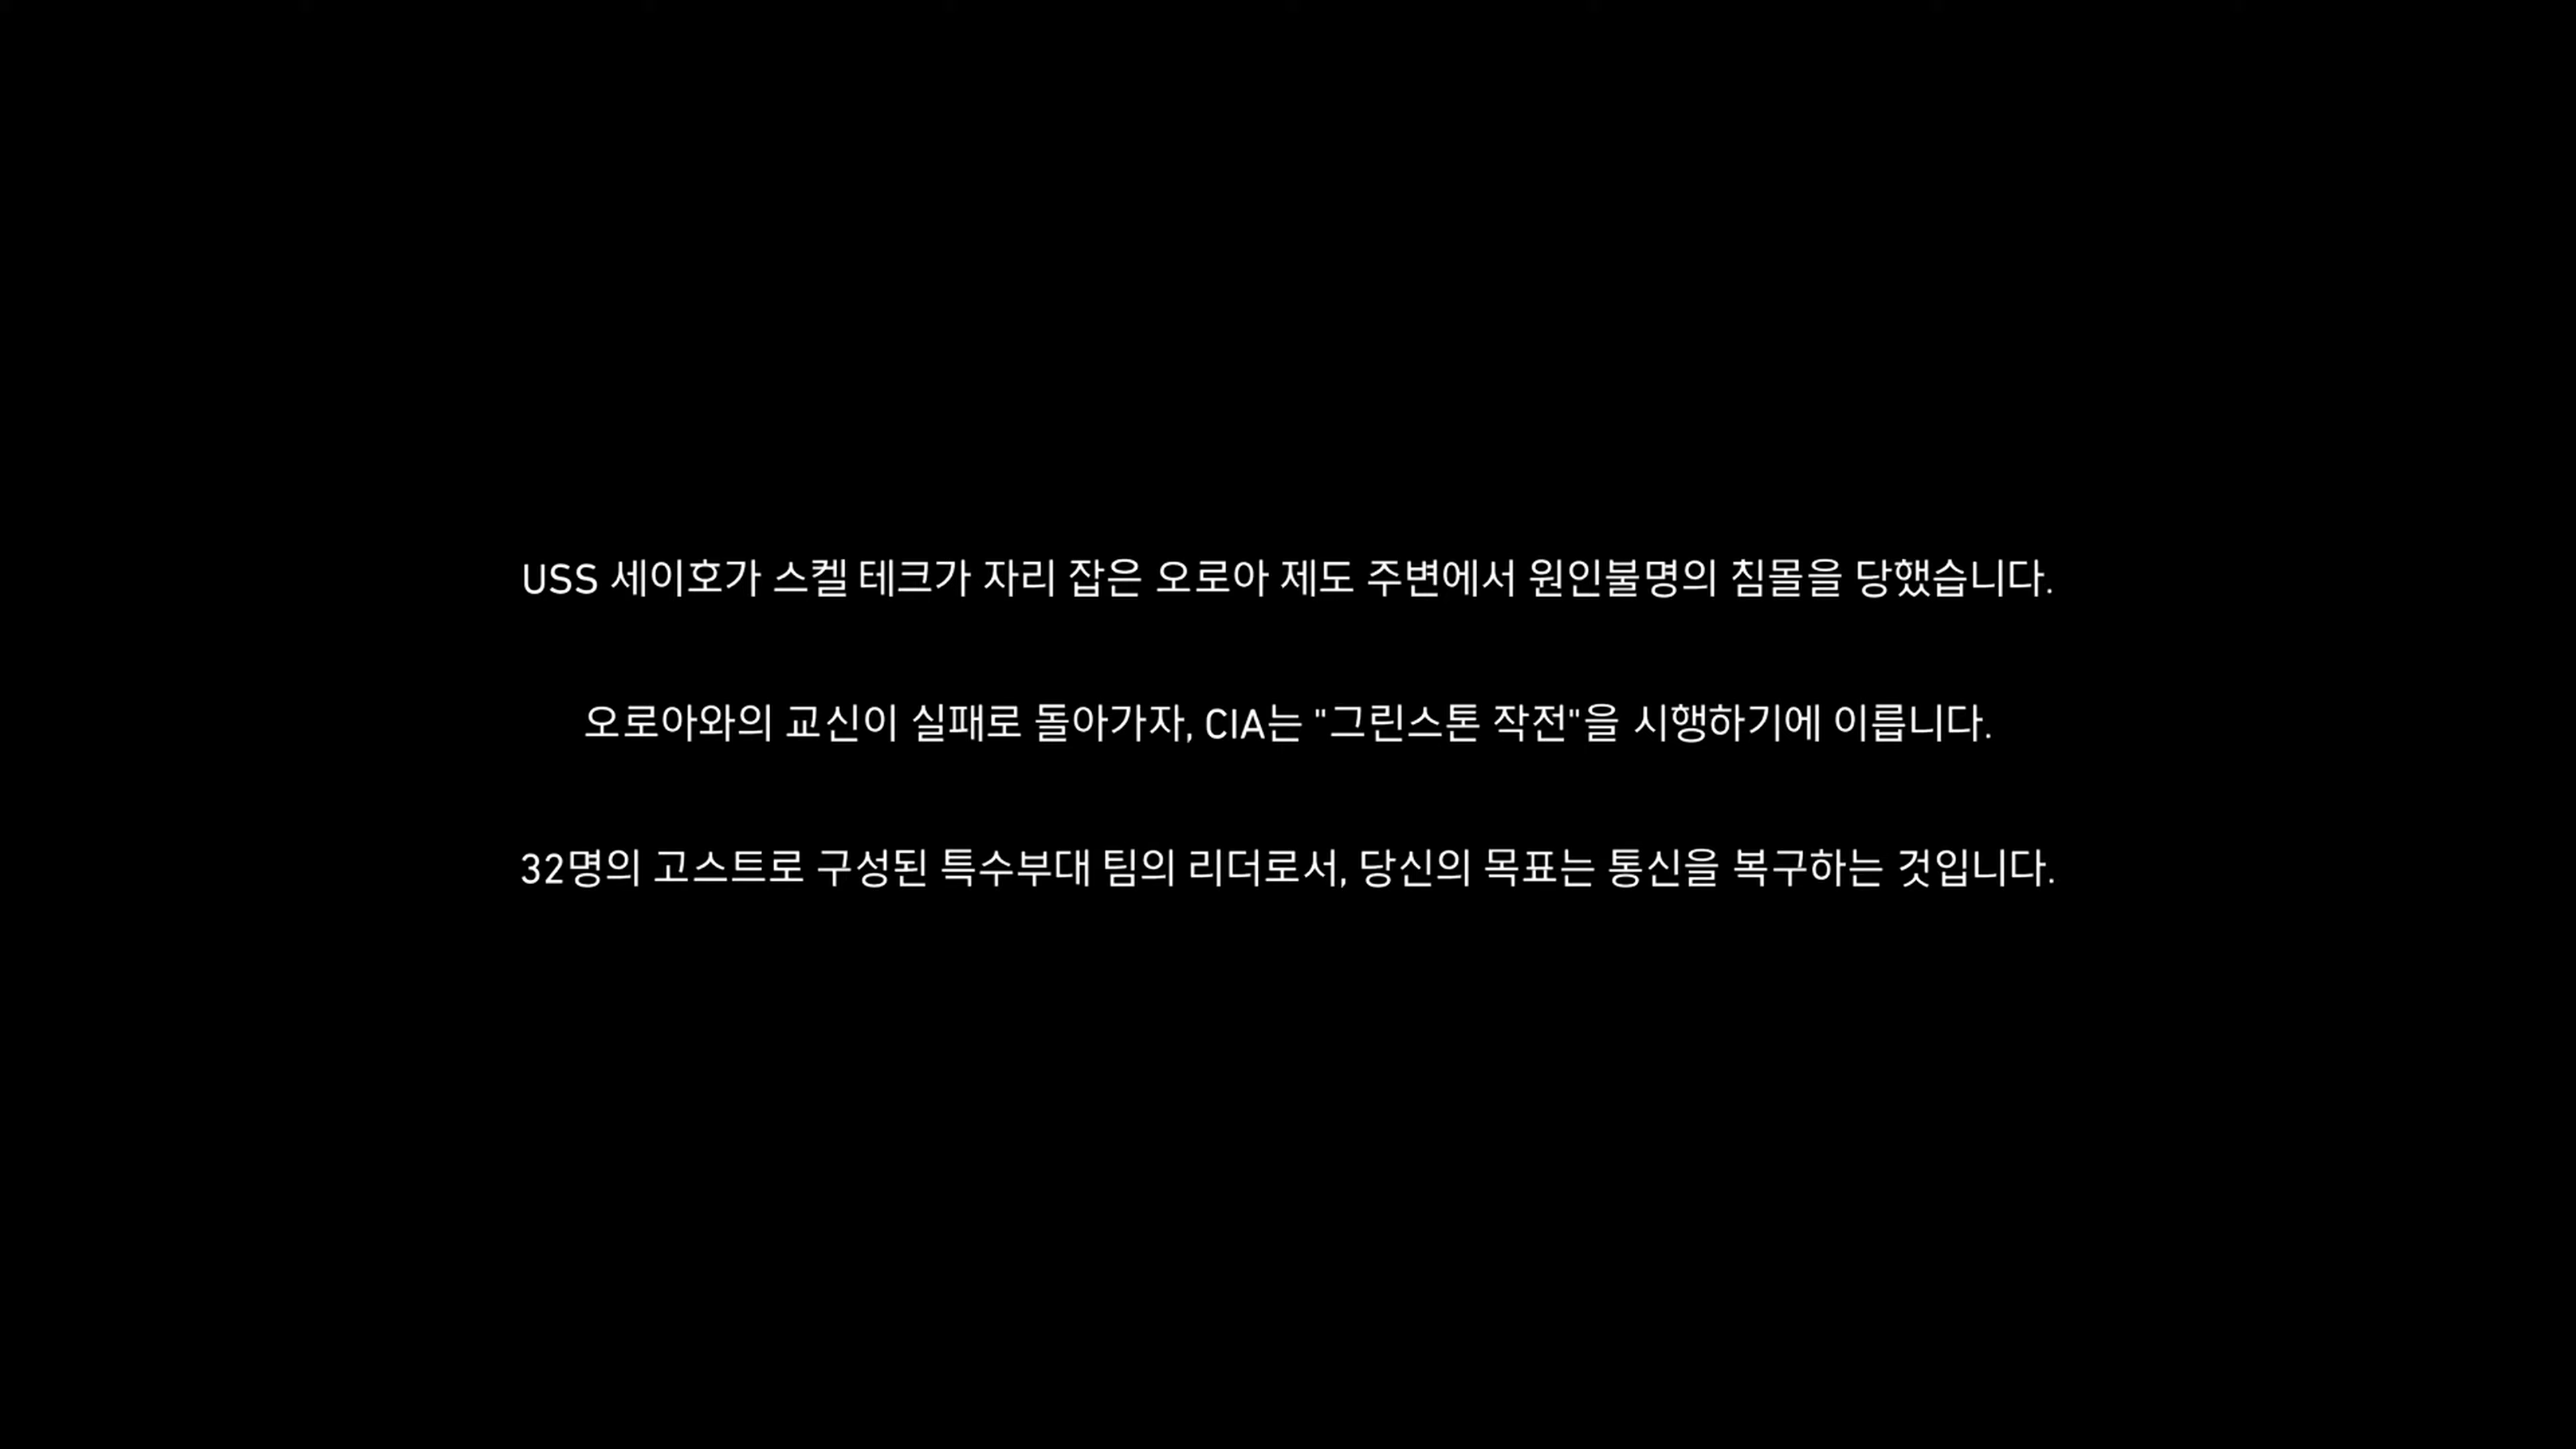 USS 세이호가 스켈 테크가 자리 잡은 오로아 제도 주변에서 원인불명의 침몰을 당했습니다.
오로아와의 교신이 실패로 돌아가자, CIA는 "그린스톤 작전"을 시행하기에 이릅니다.
32명의 고스트로 구성된 특수부대 팀의 리더로서, 당신의 목표는 통신을 복구하는 것입니다.